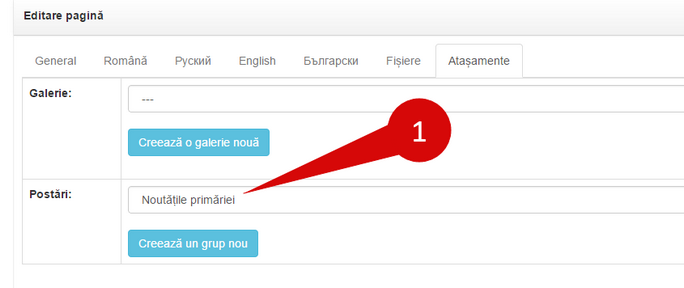 Editare pagină
General Română Руский English Български Fișiere Atașamente
Galerie:
---
Creează o galerie nouă
1
Postări:
Noutățile primăriei
Creează un grup nou